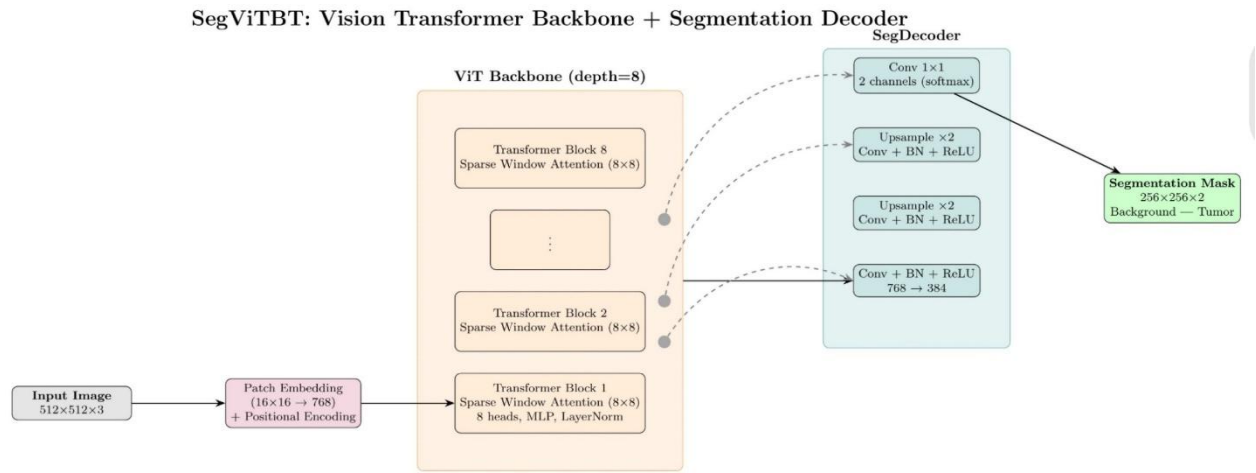 SegViTBT: Vision Transformer Backbone + Segmentation Decoder
SegDecoder
Conv 1×1
2 channels (softmax)
ViT Backbone (depth=8)
Transformer Block 8
Sparse Window Attention (8×8)
Upsample ×2
Conv + BN + ReLU
Segmentation Mask
256×256×2
Background — Tumor
⋮
Upsample ×2
Conv + BN + ReLU
Conv + BN + ReLU
768 → 384
Transformer Block 2
Sparse Window Attention (8×8)
Input Image
512×512×3
Patch Embedding
(16×16 → 768)
+ Positional Encoding
Transformer Block 1
Sparse Window Attention (8×8)
8 heads, MLP, LayerNorm